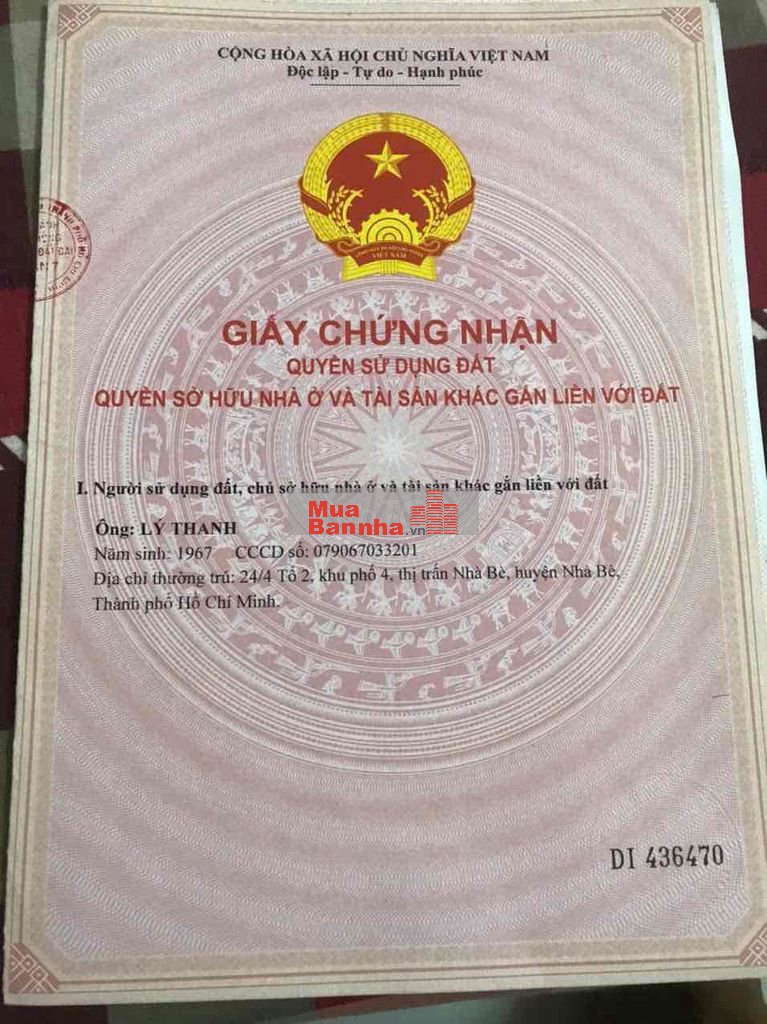 CỘNG HÒA XÃ HỘI CHỦ NGHĨA VIỆT NAM
Độc lập - Tự do - Hạnh phúc
VIỆT NAM
GIẤY CHỨNG NHẬN
QUYỀN SỬ DỤNG ĐẤT
QUYỀN SỞ HỮU NHÀ Ở VÀ TÀI SẢN KHÁC GẮN LIỀN VỚI ĐẤT
I. Người sử dụng đất, chủ sở hữu nhà ở và tài sản khác gắn liền với đất
Mua
Bannha.vn
Ông: LÝ THANH
Năm sinh: 1967 CCCD số: 079067033201
Địa chỉ thường trú: 24/4 Tổ 2, khu phố 4, thị trấn Nhà Bè, huyện Nhà Bè,
Thành phố Hồ Chí Minh.
DI 436470